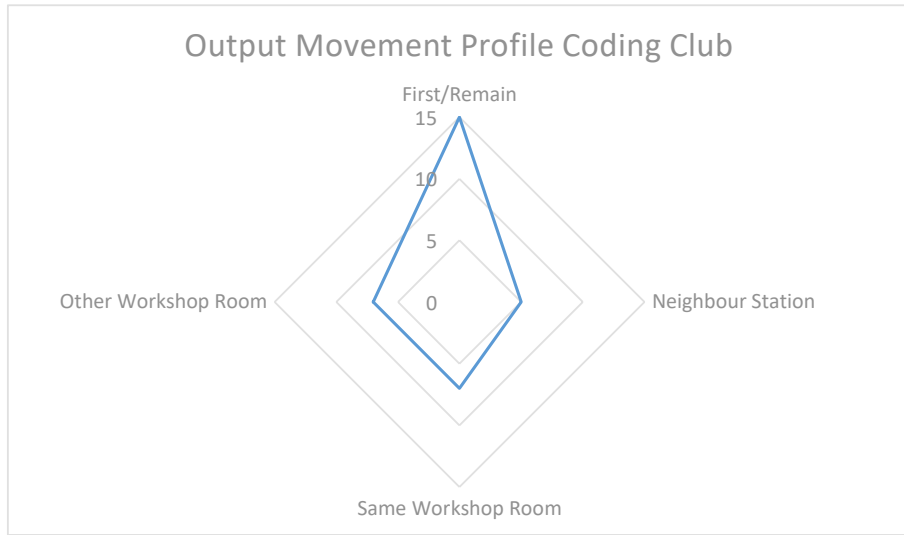 Output Movement Profile Coding Club
First/Remain
15
10
5
0
Other Workshop Room
Neighbour Station
Same Workshop Room